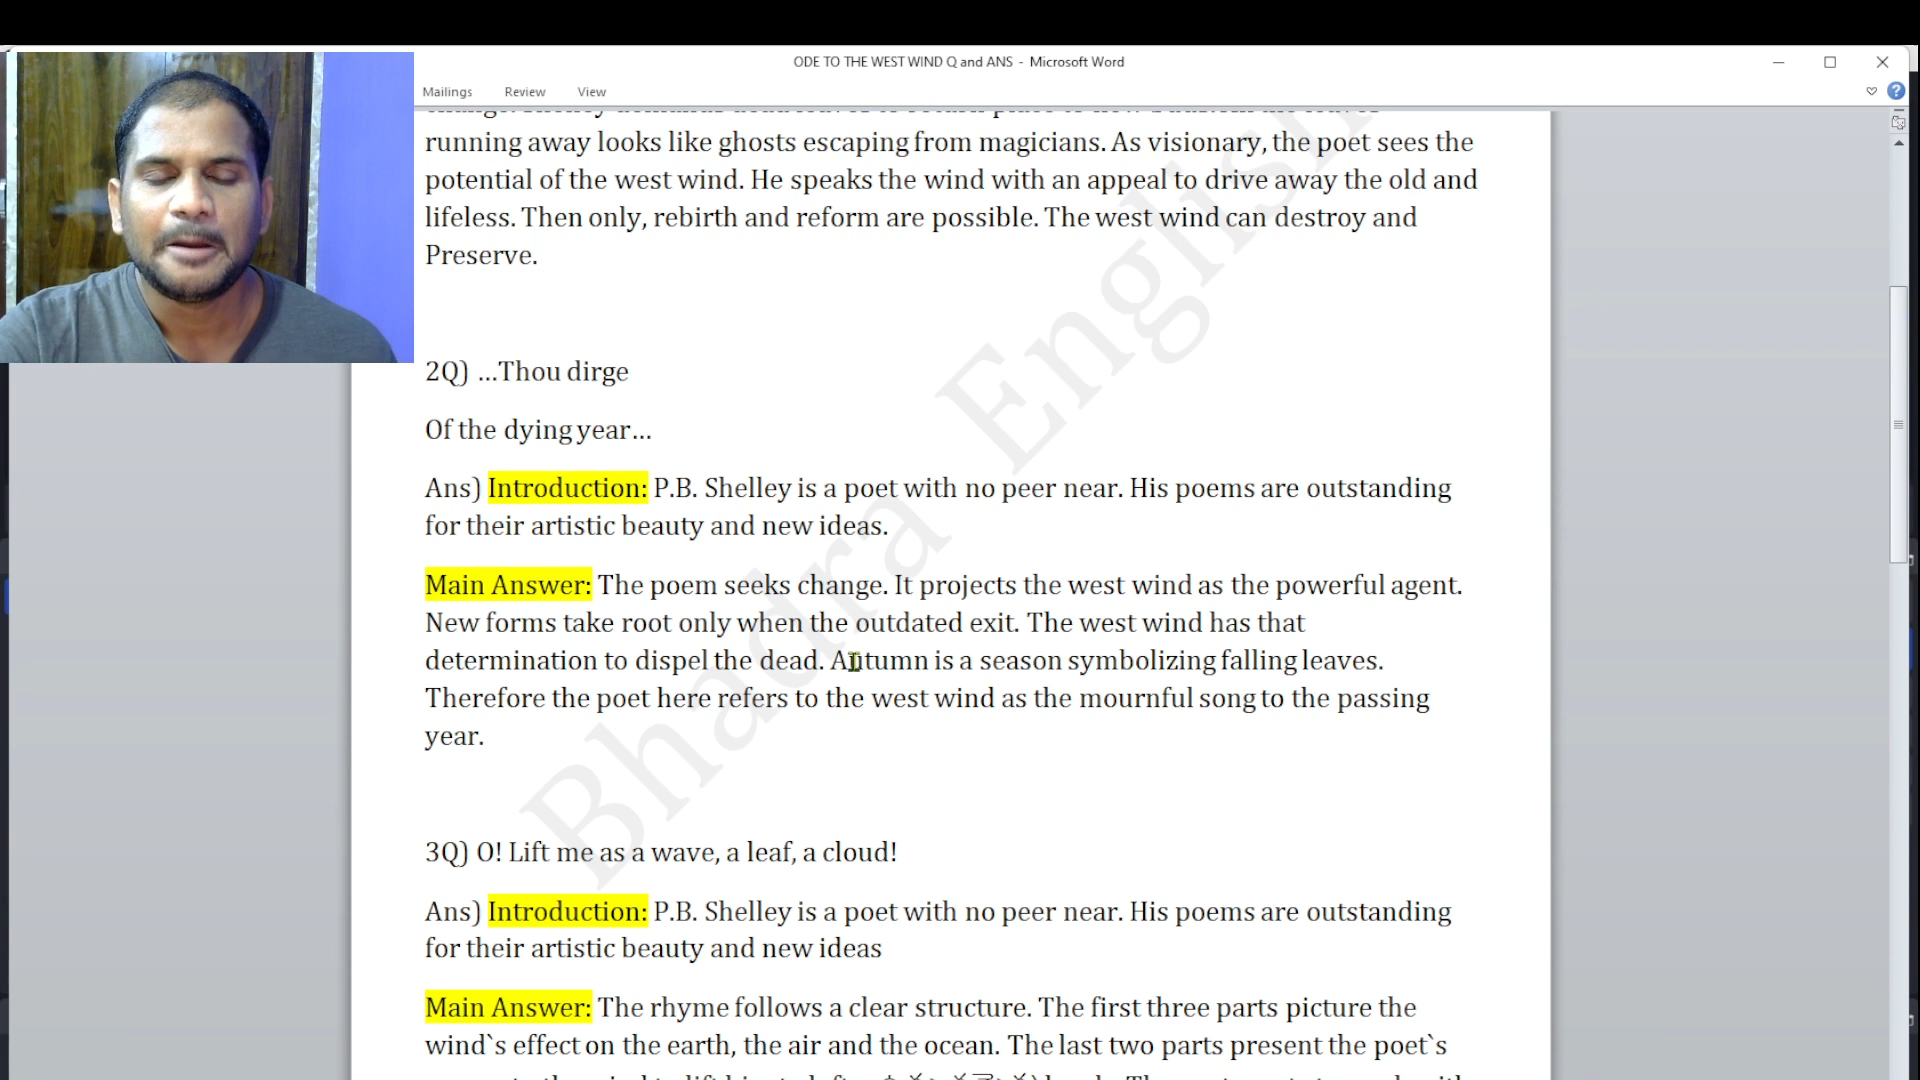 ODE TO THE WEST WIND Q and ANS - Microsoft Word
Mailings Review View
running away looks like ghosts escaping from magicians. As visionary, the poet sees the
potential of the west wind. He speaks the wind with an appeal to drive away the old and
lifeless. Then only, rebirth and reform are possible. The west wind can destroy and
Preserve.
2Q) ...Thou dirge
Of the dying year...
Ans) Introduction: P.B. Shelley is a poet with no peer near. His poems are outstanding
for their artistic beauty and new ideas.
Main Answer: The poem seeks change. It projects the west wind as the powerful agent.
New forms take root only when the outdated exit. The west wind has that
determination to dispel the dead. Autumn is a season symbolizing falling leaves.
Therefore the poet here refers to the west wind as the mournful song to the passing
year.
3Q) O! Lift me as a wave, a leaf, a cloud!
Ans) Introduction: P.B. Shelley is a poet with no peer near. His poems are outstanding
for their artistic beauty and new ideas
Main Answer: The rhyme follows a clear structure. The first three parts picture the
wind`s effect on the earth, the air and the ocean. The last two parts present the poet`s
Bhadra English